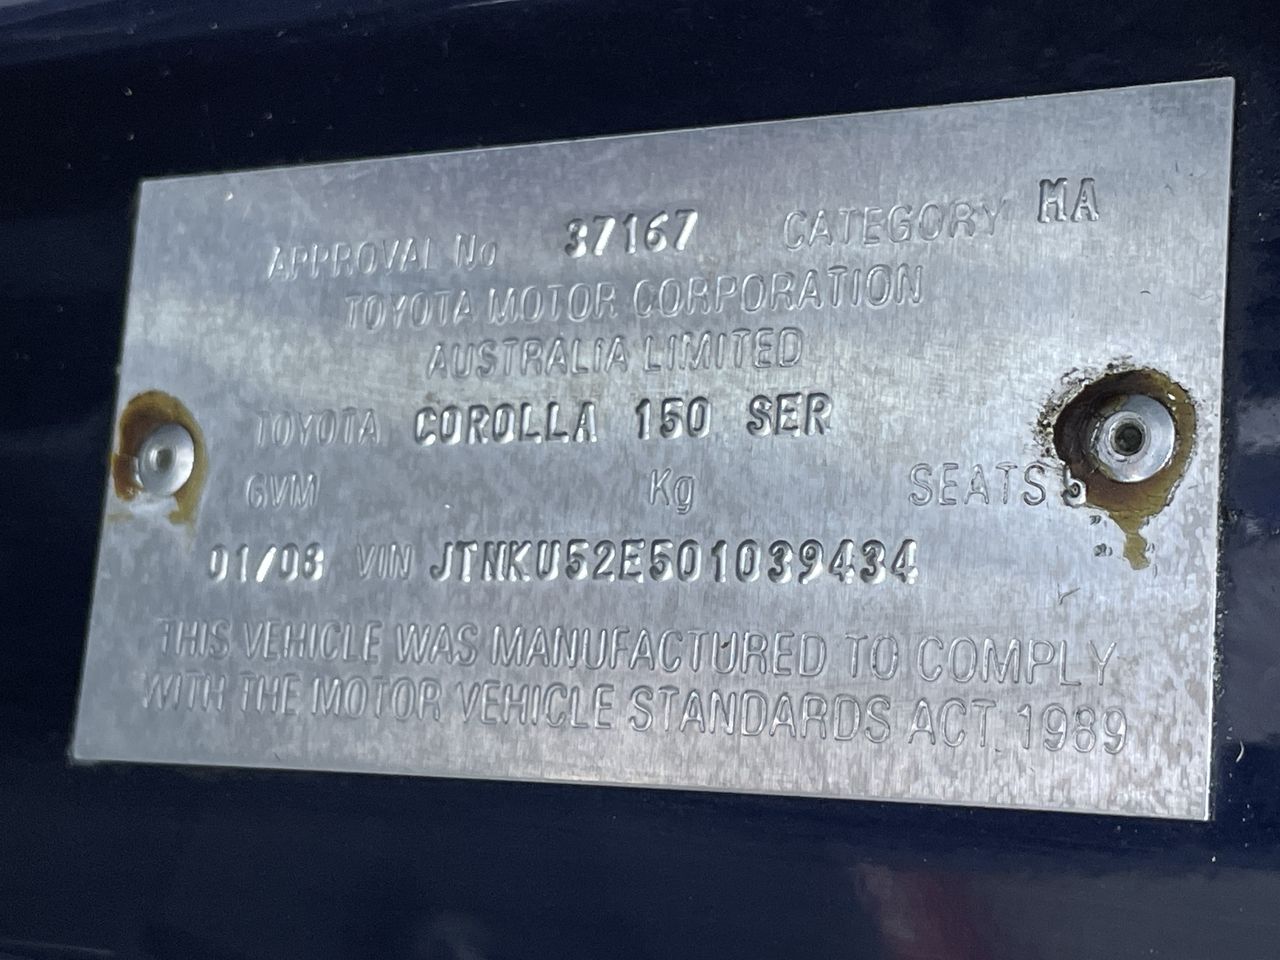 APPROVAL No 37167 CATEGORY MA
TOYOTA MOTOR CORPORATION
AUSTRALIA LIMITED
TOYOTA COROLLA 150 SER
GVM Kg SEATS 5
01/08 VIN JTNKU52E501039434
THIS VEHICLE WAS MANUFACTURED TO COMPLY
WITH THE MOTOR VEHICLE STANDARDS ACT 1989